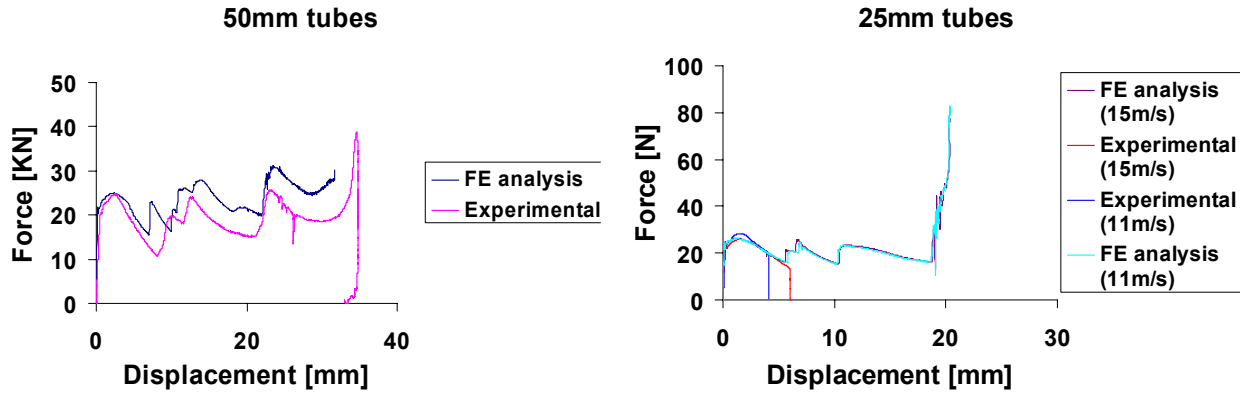 50mm tubes
Force [KN]
50
40
30
20
10
0
0 20 40
Displacement [mm]
FE analysis
Experimental
25mm tubes
Force [N]
100
80
60
40
20
0
0 10 20 30
Displacement [mm]
FE analysis
(15m/s)
Experimental
(15m/s)
Experimental
(11m/s)
FE analysis
(11m/s)